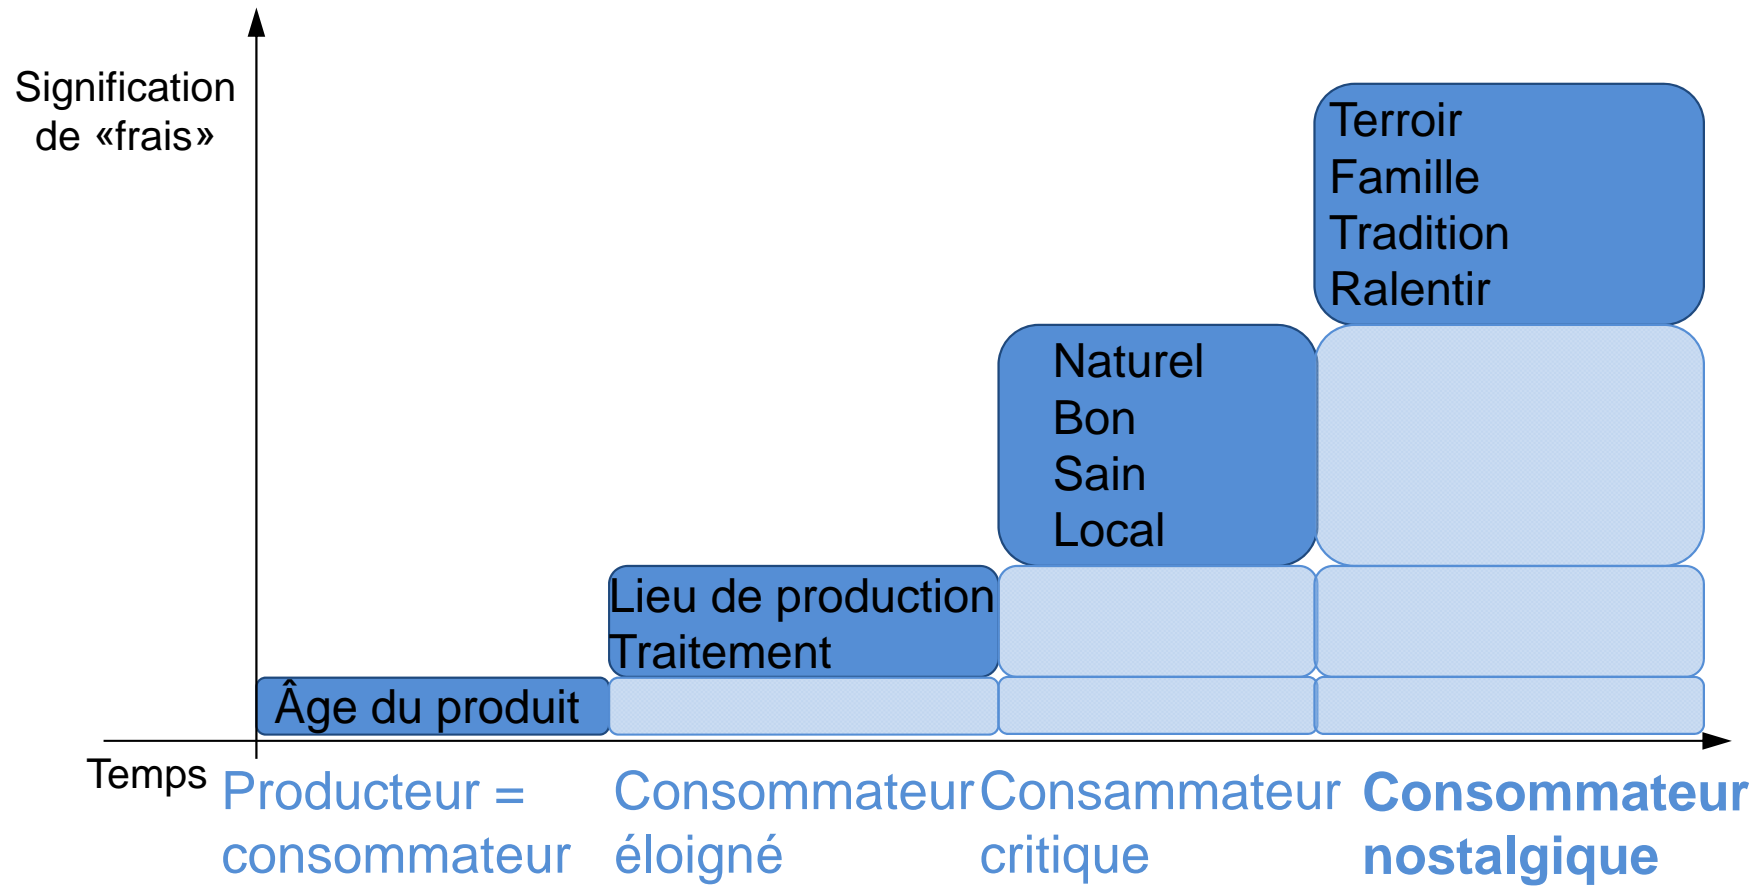 Signification
de «frais»
Terroir
Famille
Tradition
Ralentir
Naturel
Bon
Sain
Local
Lieu de production
Traitement
Âge du produit
Temps
Producteur =
consommateur
Consommateur
éloigné
Consammateur
critique
Consommateur
nostalgique